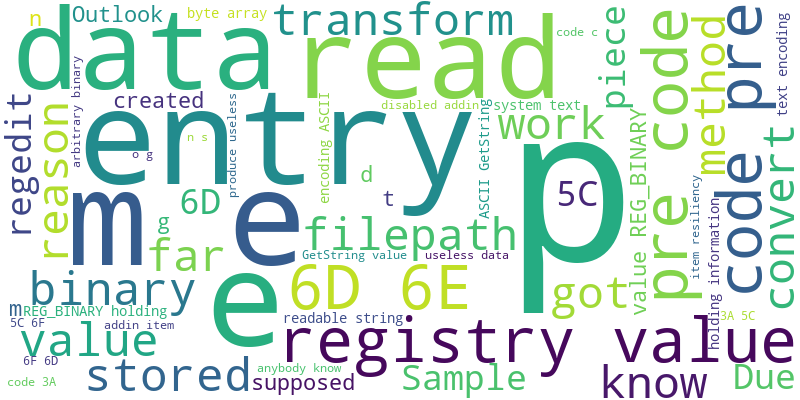 n
Outlook
byte array
transform
code c
data
read
piece
pre code
code pre
method
text encoding
regedit
reason
arbitrary binary
created
entry
disabled addin
system text
work
p
convert
o g
n s
produce useless
encoding ASCII
ASCII GetString
d
t
6D
5C
value REG_BINARY
item resiliency
holding information
m
e
g
far
filepath
GetString value
useless data
binary
e
6D 6E
got
m
REG_BINARY holding
readable string
3A 5C
5C 6F
addin item
value
registry value
6F 6D
stored
anybody know
supposed
Sample
know
Due
code 3A